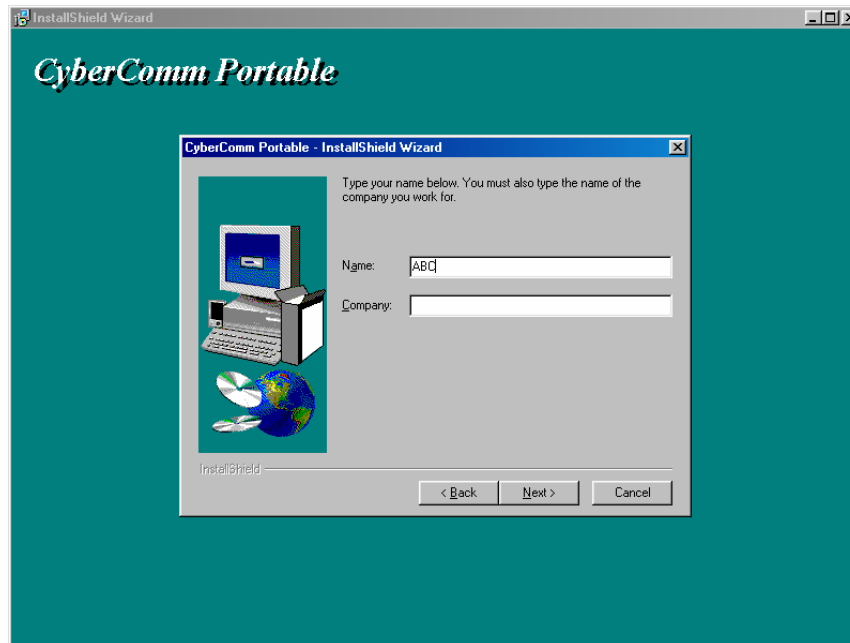 InstallShield Wizard
CyberComm Portable
CyberComm Portable - InstallShield Wizard
Type your name below. You must also type the name of the
company you work for.
Name: ABC
Company:
InstallShield
< Back Next > Cancel